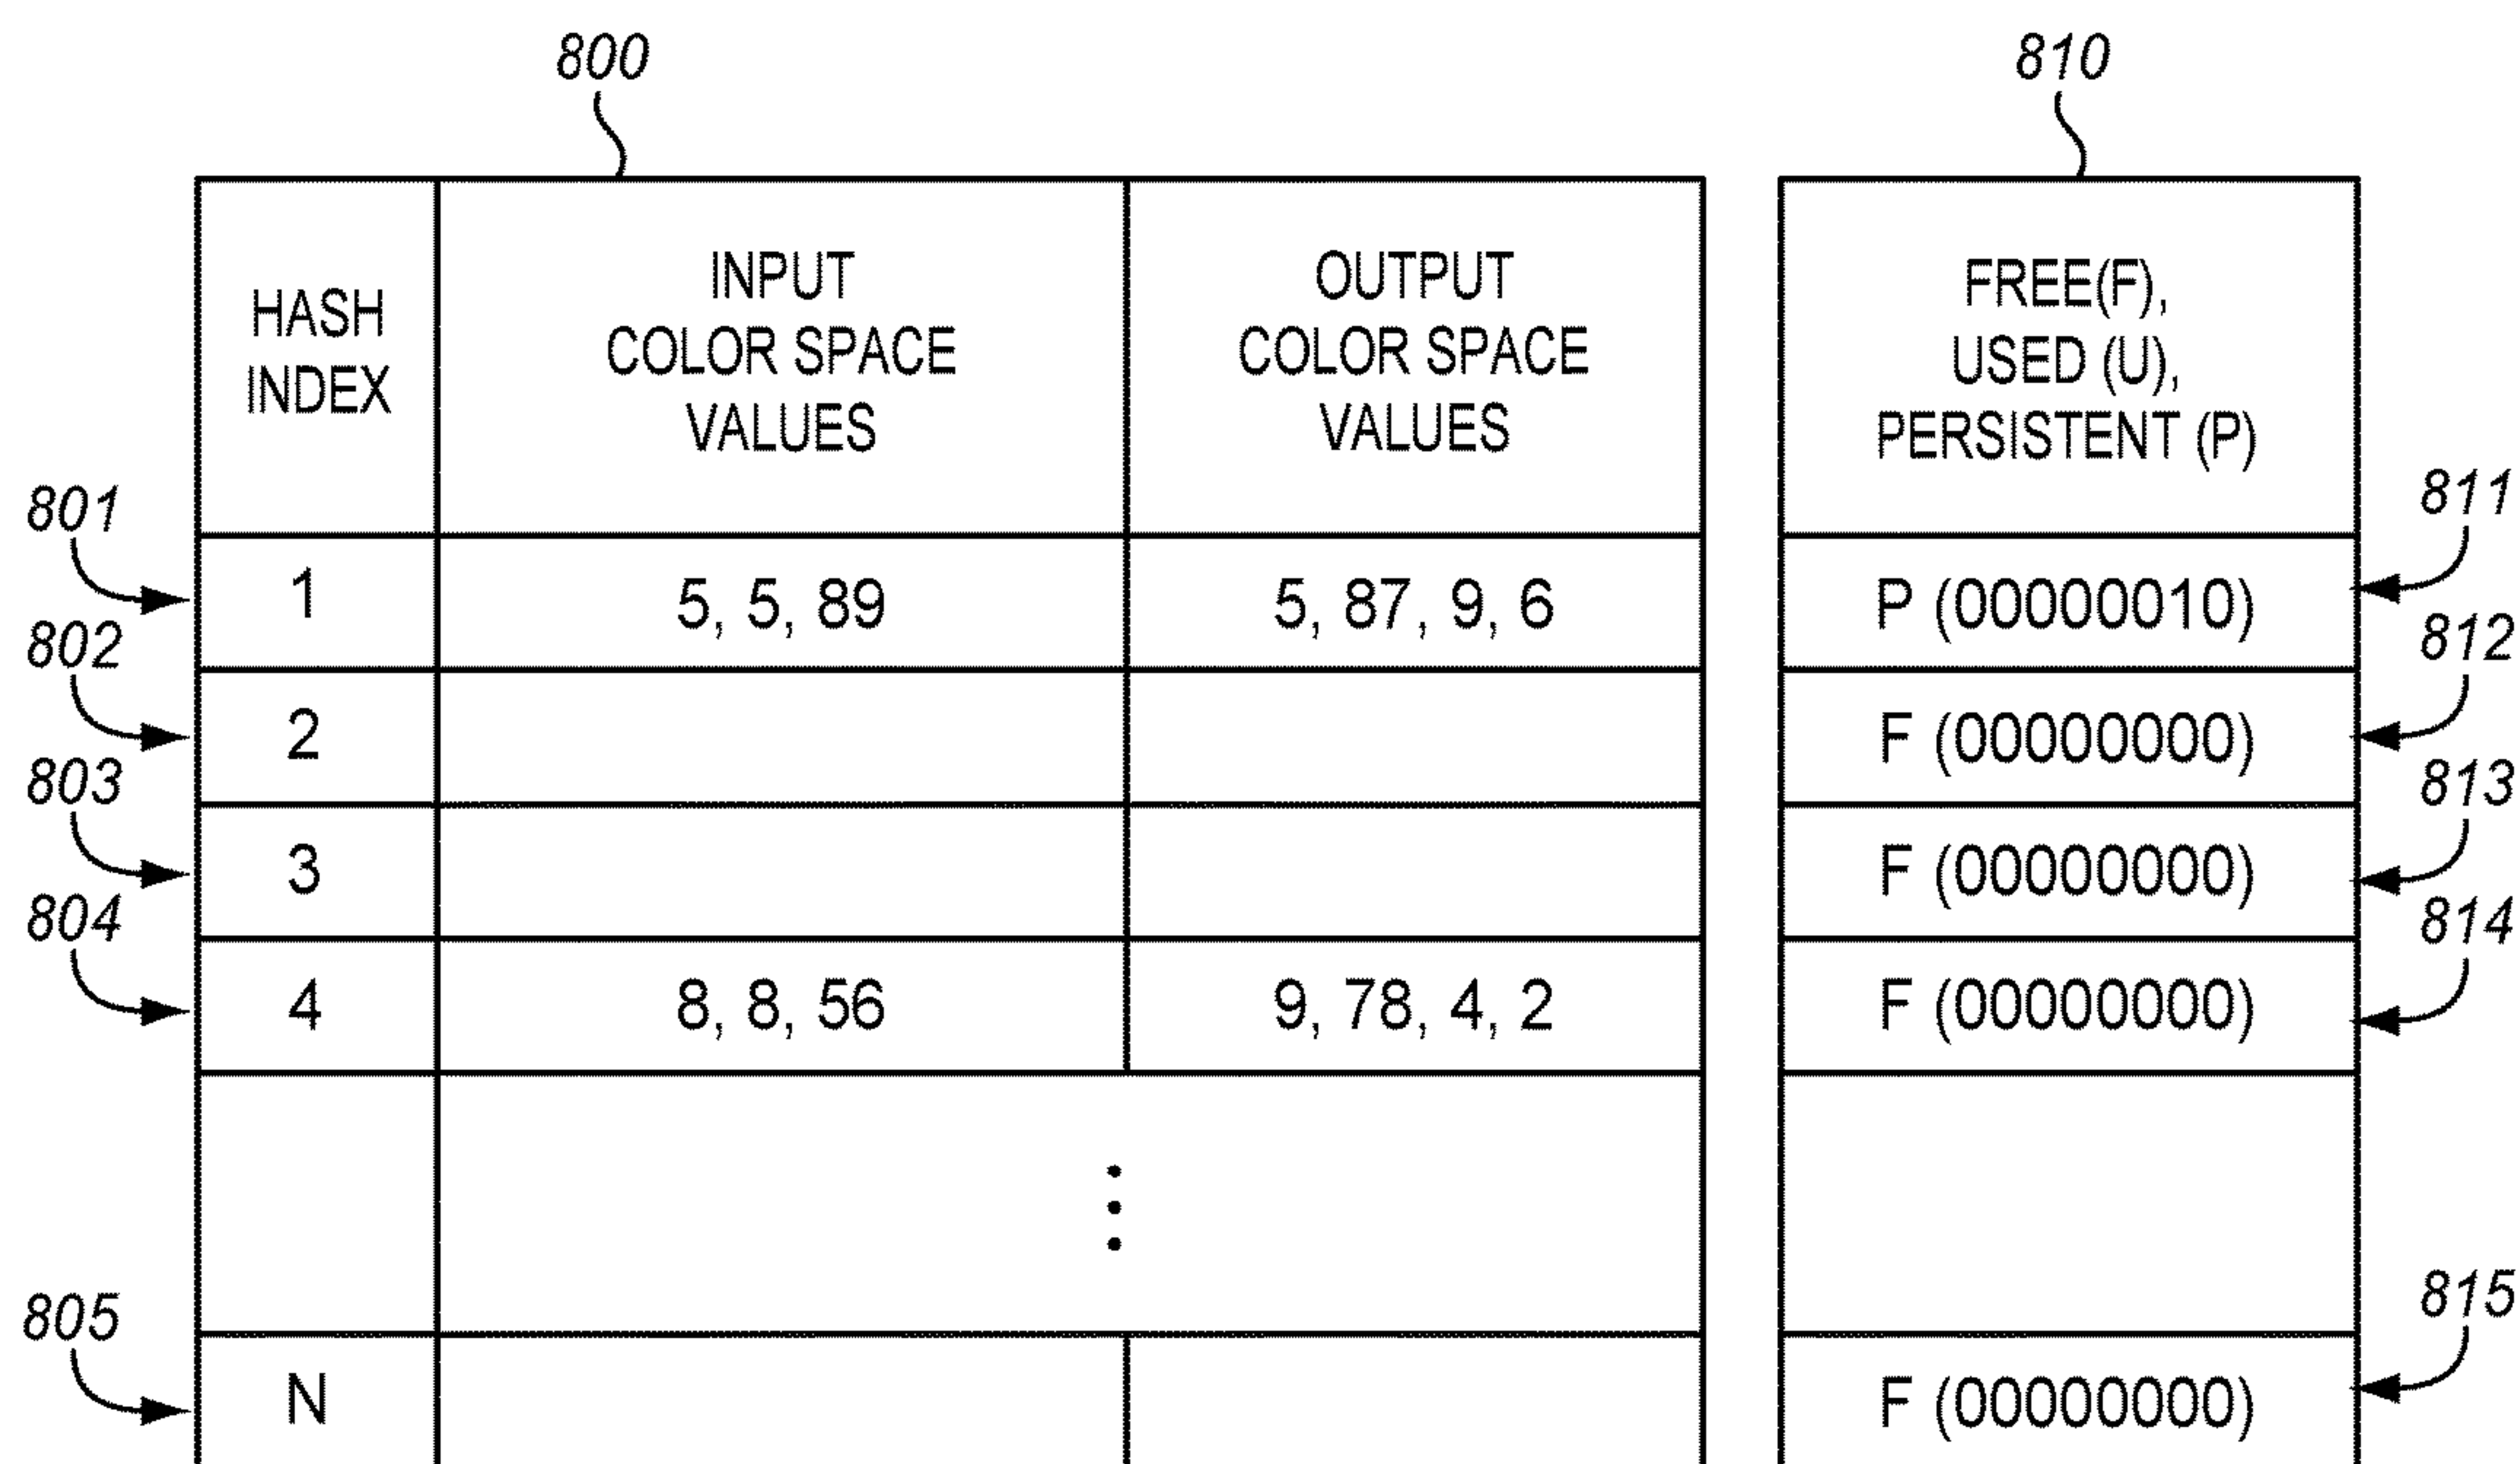 800
810
HASH
INDEX
INPUT
COLOR SPACE
VALUES
OUTPUT
COLOR SPACE
VALUES
FREE(F),
USED (U),
PERSISTENT (P)
801
1
5, 5, 89
5, 87, 9, 6
P (00000010)
811
802
2
F (00000000)
812
803
3
F (00000000)
813
804
4
8, 8, 56
9, 78, 4, 2
F (00000000)
814
805
N
F (00000000)
815